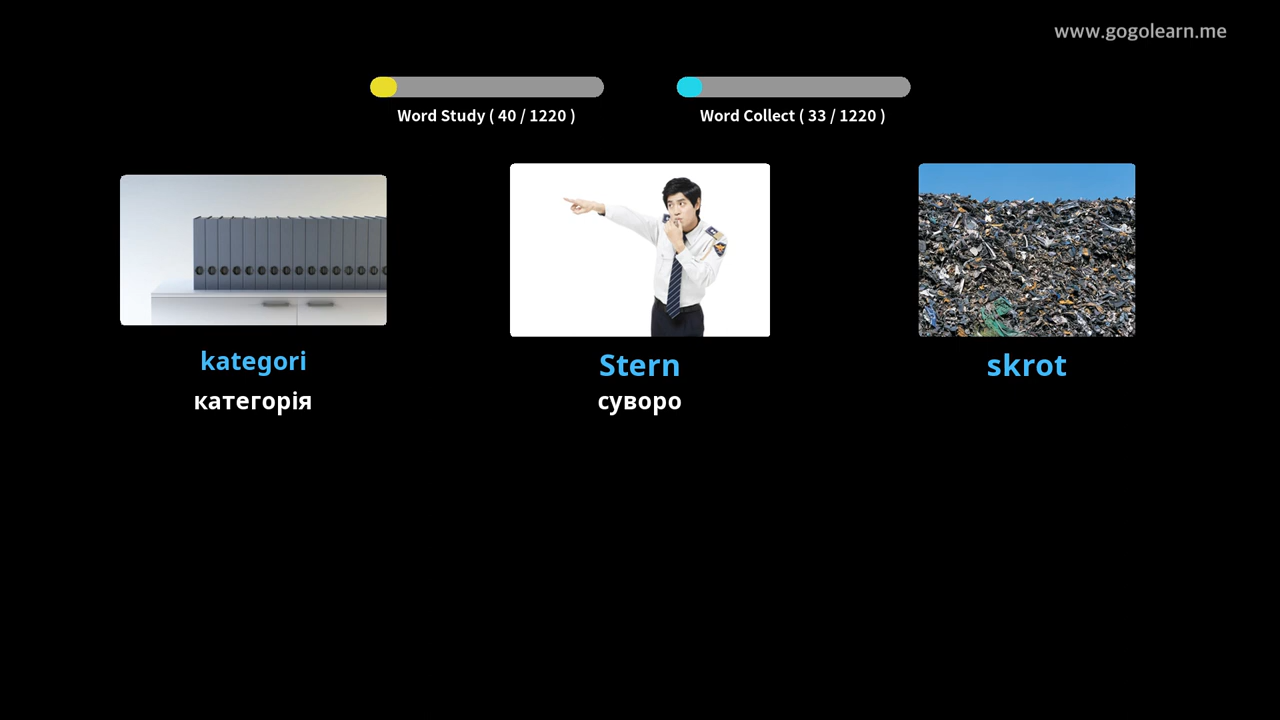 www.gogolearn.me
Word Study ( 40 / 1220 )
Word Collect ( 33 / 1220 )
kategori
категорія
Stern
суворо
skrot